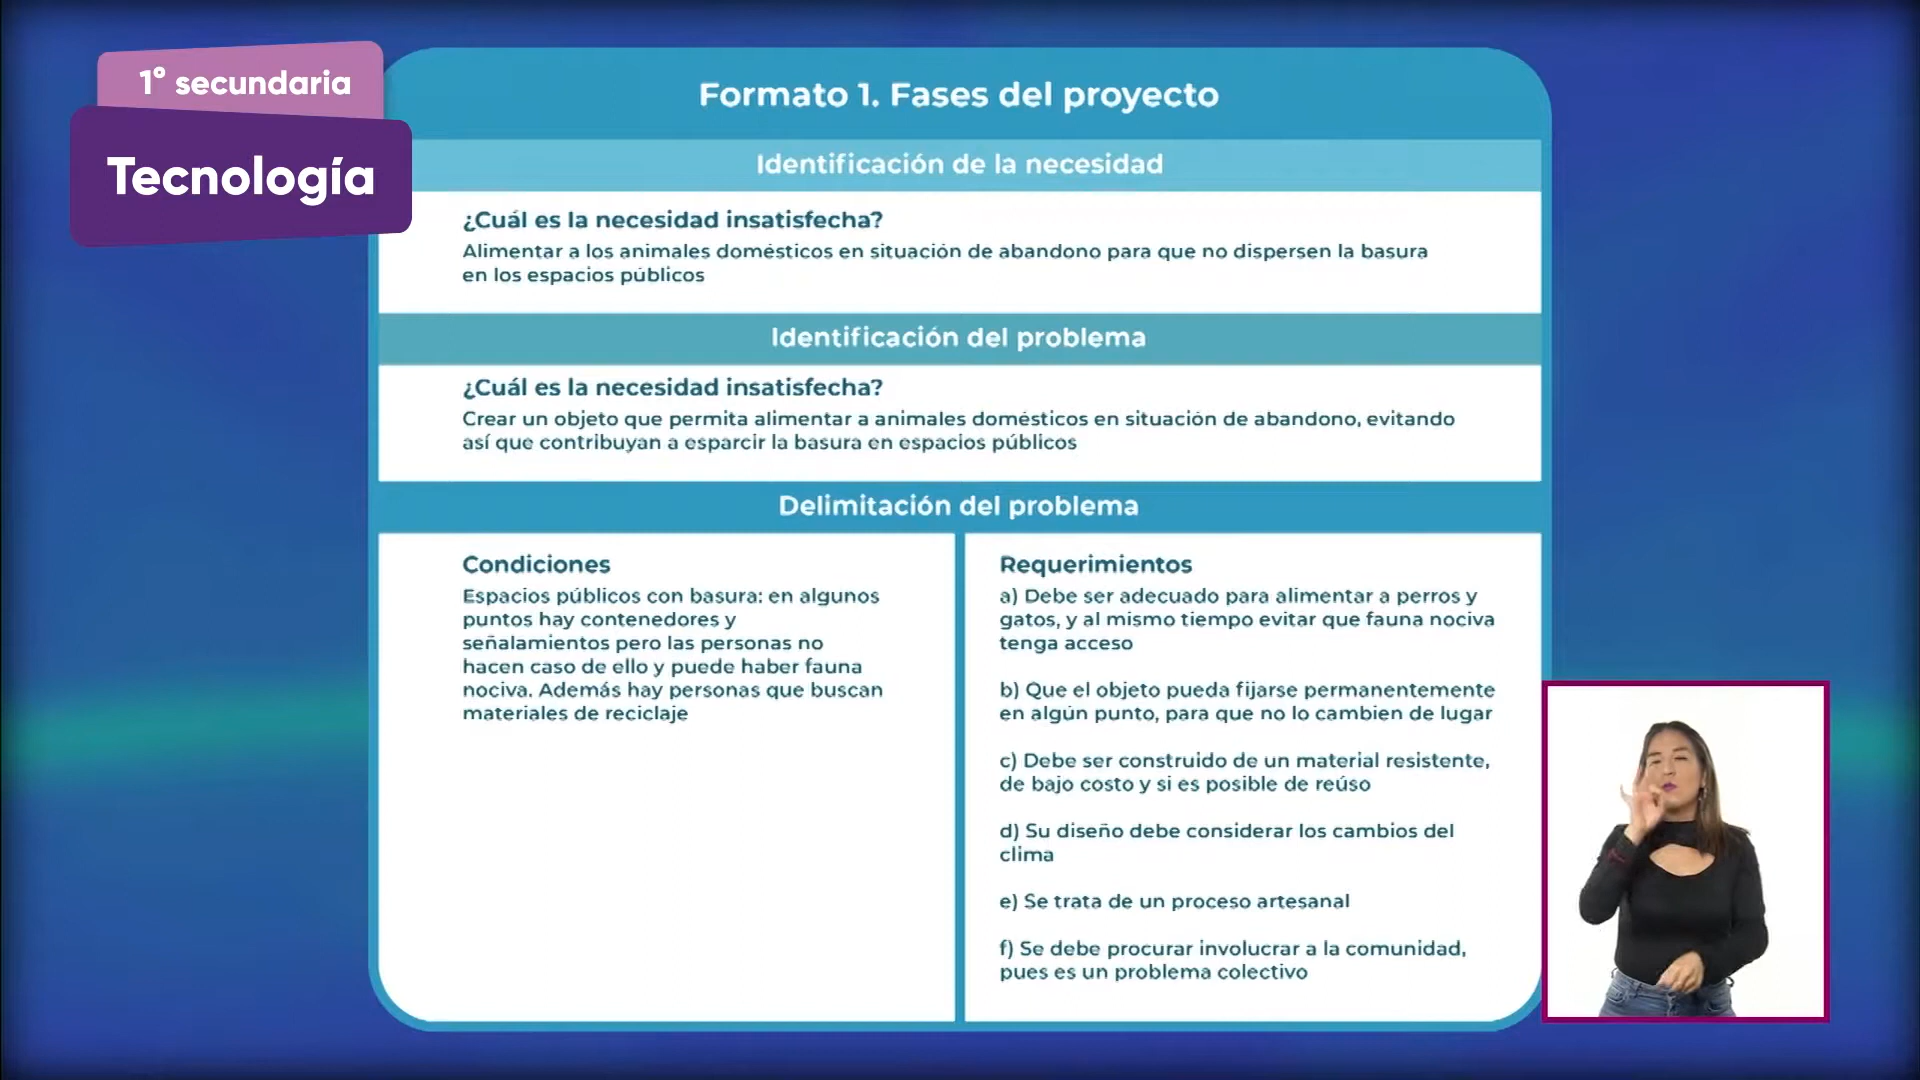 1° secundaria
Tecnología
Formato 1. Fases del proyecto
Identificación de la necesidad
¿Cuál es la necesidad insatisfecha?
Alimentar a los animales domésticos en situación de abandono para que no dispersen la basura
en los espacios públicos
Identificación del problema
¿Cuál es la necesidad insatisfecha?
Crear un objeto que permita alimentar a animales domésticos en situación de abandono, evitando
así que contribuyan a esparcir la basura en espacios públicos
Delimitación del problema
Condiciones
Espacios públicos con basura: en algunos
puntos hay contenedores y
señalamientos pero las personas no
hacen caso de ello y puede haber fauna
nociva. Además hay personas que buscan
materiales de reciclaje
Requerimientos
a) Debe ser adecuado para alimentar a perros y
gatos, y al mismo tiempo evitar que fauna nociva
tenga acceso
b) Que el objeto pueda fijarse permanentemente
en algún punto, para que no lo cambien de lugar
c) Debe ser construido de un material resistente,
de bajo costo y si es posible de reúso
d) Su diseño debe considerar los cambios del
clima
e) Se trata de un proceso artesanal
f) Se debe procurar involucrar a la comunidad,
pues es un problema colectivo